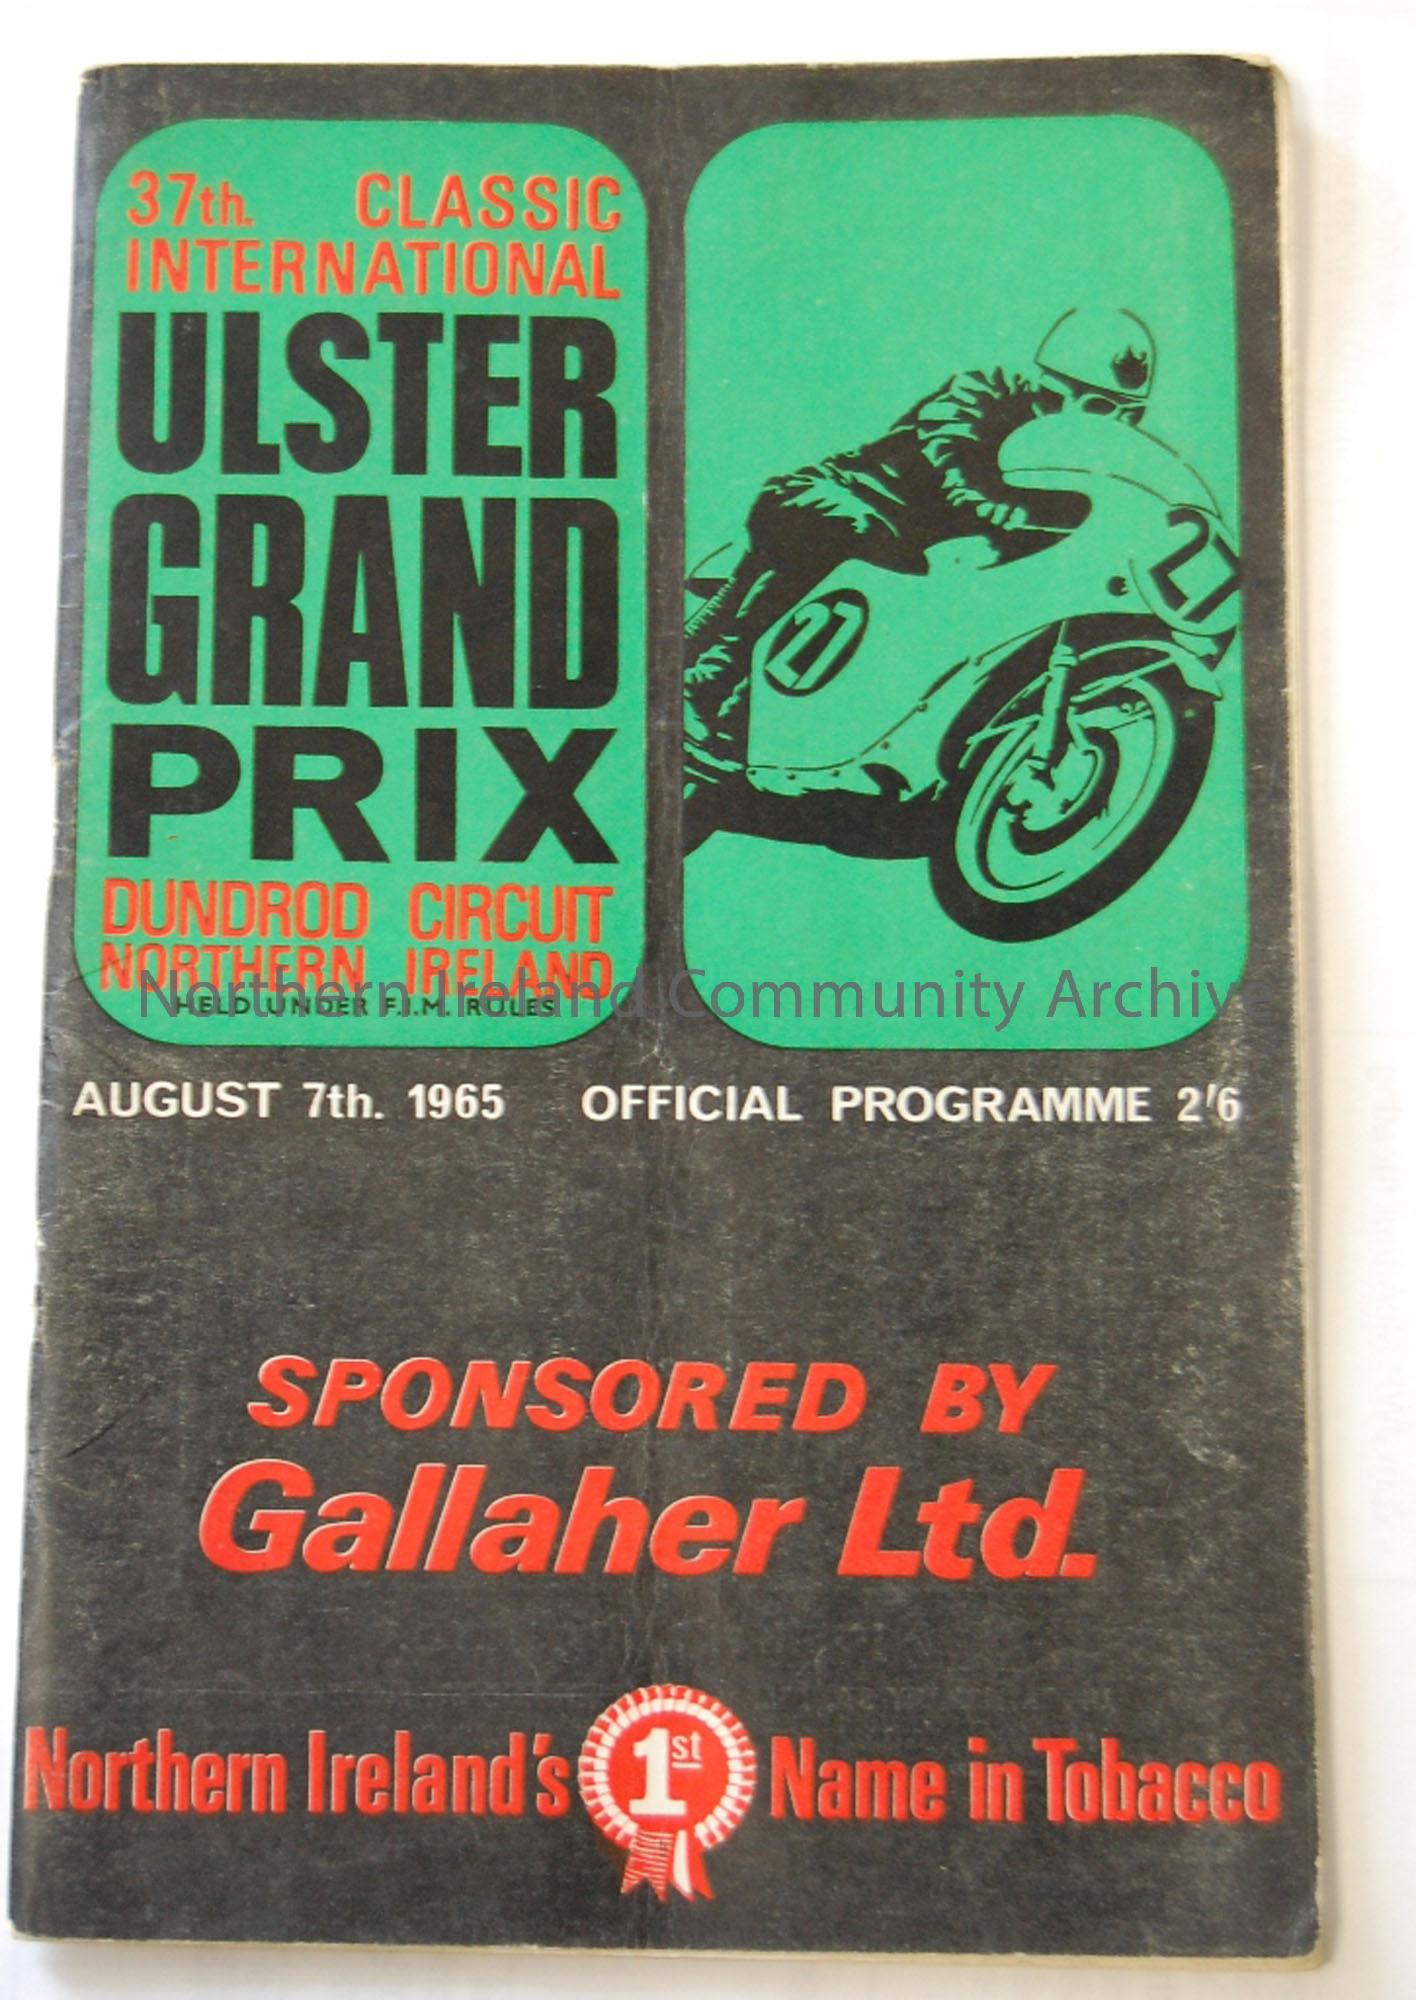 37th. CLASSIC
INTERNATIONAL
ULSTER
GRAND
PRIX
DUNDROD CIRCUIT
NORTHERN IRELAND
HELD UNDER F.I.M. RULES
27
27
Northern Ireland Community Archive
AUGUST 7th. 1965 OFFICIAL PROGRAMME 2'6
SPONSORED BY
Gallaher Ltd.
Northern Ireland's 1st Name in Tobacco